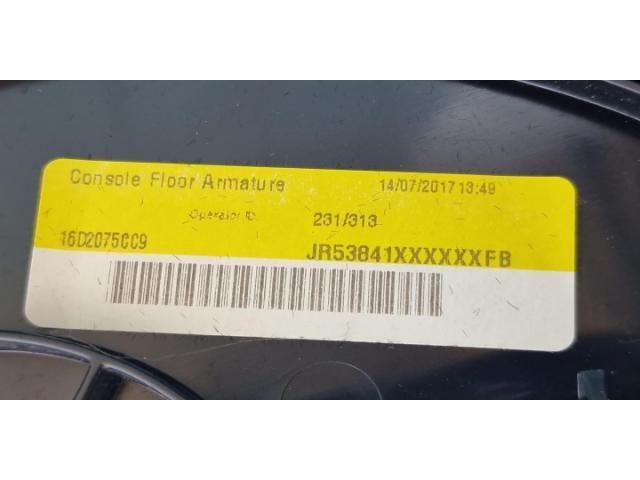 Console Floor Armature 14/07/2017 13:49
Operator ID 231/313
16D2075CC9 JR53841XXXXXXFB